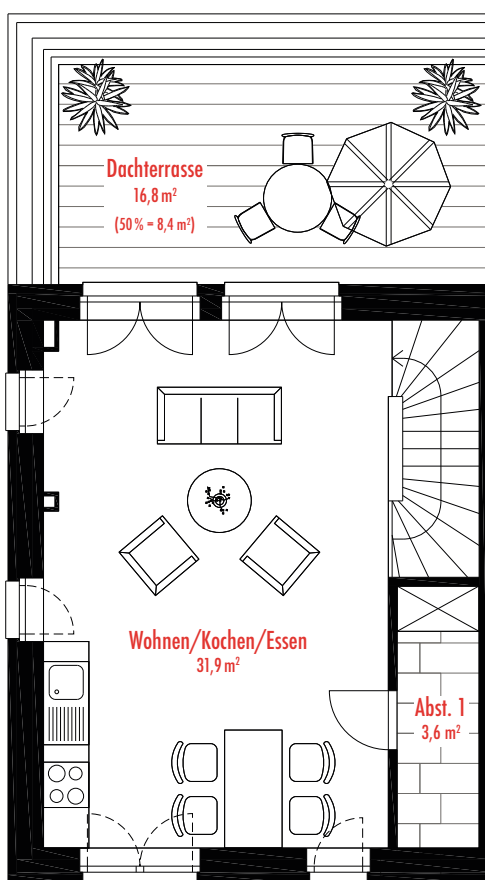 Dachterrasse
16,8 m²
(50 % = 8,4 m²)
Wohnen/Kochen/Essen
31,9 m²
Abst. 1
3,6 m²